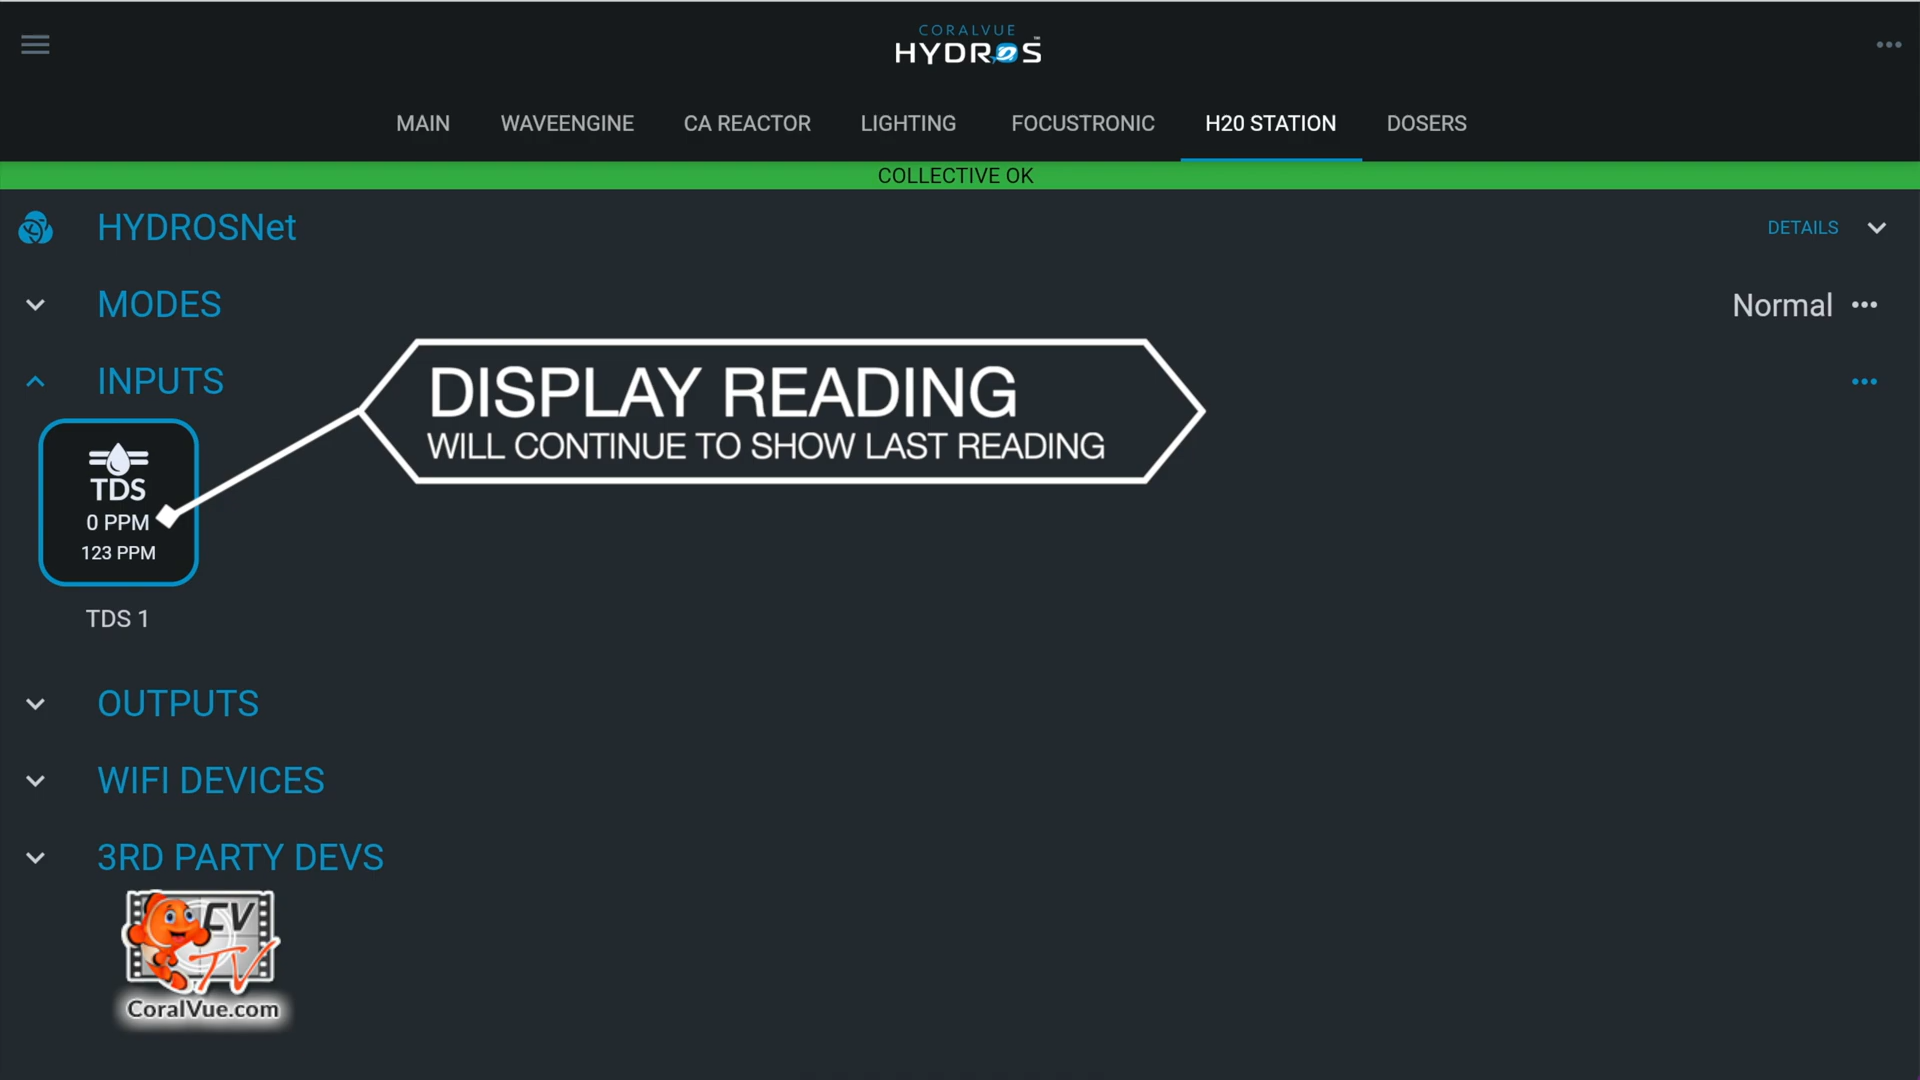 CORALVUE
HYDROS™
MAIN
WAVEENGINE
CA REACTOR
LIGHTING
FOCUSTRONIC
H20 STATION
DOSERS
COLLECTIVE OK
HYDROSNet
DETAILS
MODES
Normal
INPUTS
DISPLAY READING
WILL CONTINUE TO SHOW LAST READING
TDS
0 PPM
123 PPM
TDS 1
OUTPUTS
WIFI DEVICES
3RD PARTY DEVS
CV
TV
CoralVue.com